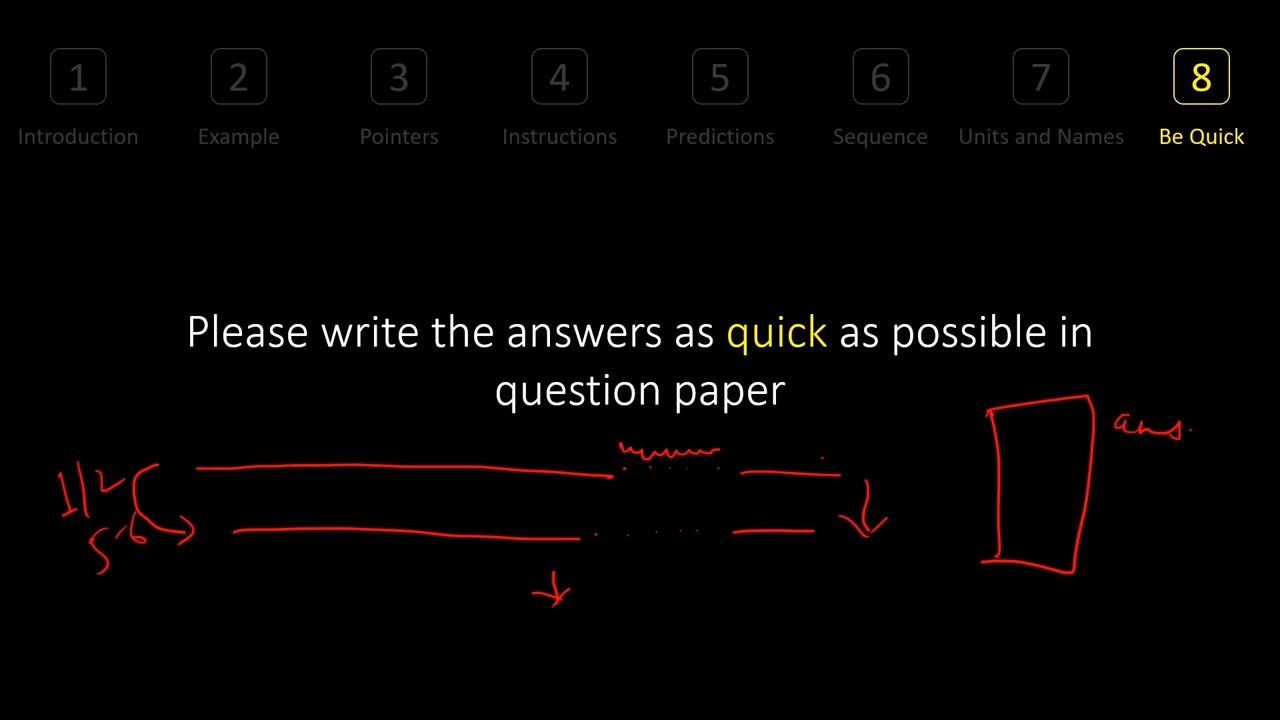 1 2 3 4 5 6 7 8
Introduction Example Pointers Instructions Predictions Sequence Units and Names Be Quick
Please write the answers as quick as possible in
question paper
ans.